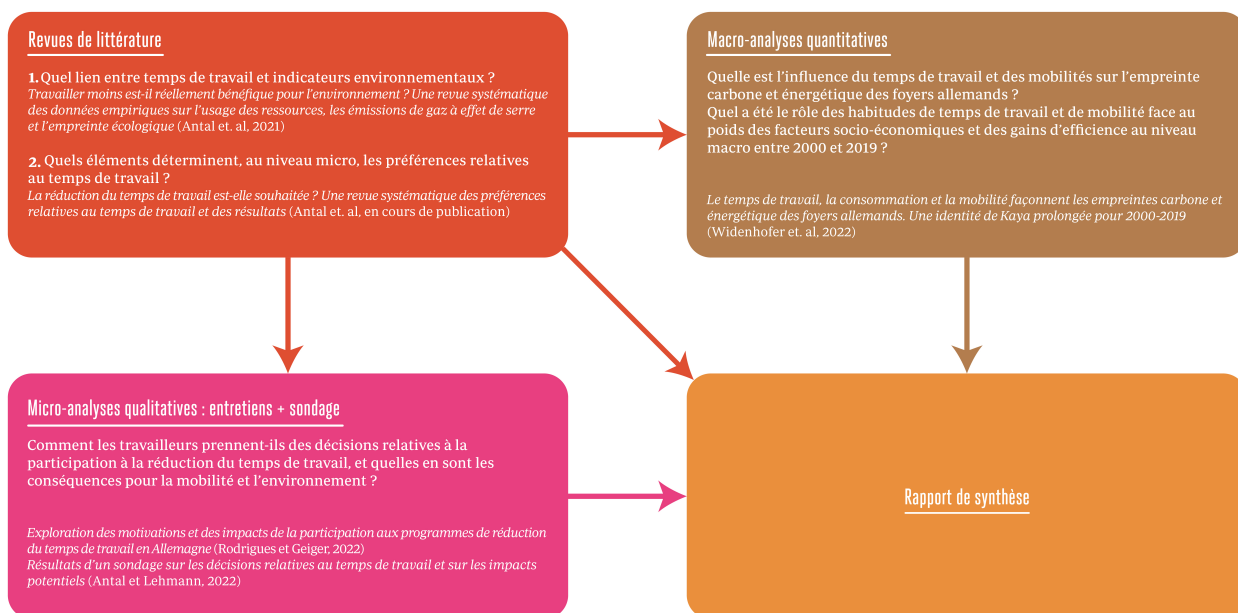 Revues de littérature
1. Quel lien entre temps de travail et indicateurs environnementaux ?
Travailler moins est-il réellement bénéfique pour l'environnement ? Une revue systématique
des données empiriques sur l'usage des ressources, les émissions de gaz à effet de serre
et l'empreinte écologique (Antal et. al, 2021)
2. Quels éléments déterminent, au niveau micro, les préférences relatives
au temps de travail ?
La réduction du temps de travail est-elle souhaitée ? Une revue systématique des préférences
relatives au temps de travail et des résultats (Antal et. al, en cours de publication)
Macro-analyses quantitatives
Quelle est l'influence du temps de travail et des mobilités sur l'empreinte
carbone et énergétique des foyers allemands ?
Quel a été le rôle des habitudes de temps de travail et de mobilité face au
poids des facteurs socio-économiques et des gains d'efficience au niveau
macro entre 2000 et 2019 ?
Le temps de travail, la consommation et la mobilité façonnent les empreintes carbone et
énergétique des foyers allemands. Une identité de Kaya prolongée pour 2000-2019
(Widenhofer et. al, 2022)
Micro-analyses qualitatives : entretiens + sondage
Comment les travailleurs prennent-ils des décisions relatives à la
participation à la réduction du temps de travail, et quelles en sont les
conséquences pour la mobilité et l'environnement ?
Exploration des motivations et des impacts de la participation aux programmes de réduction
du temps de travail en Allemagne (Rodrigues et Geiger, 2022)
Résultats d'un sondage sur les décisions relatives au temps de travail et sur les impacts
potentiels (Antal et Lehmann, 2022)
Rapport de synthèse